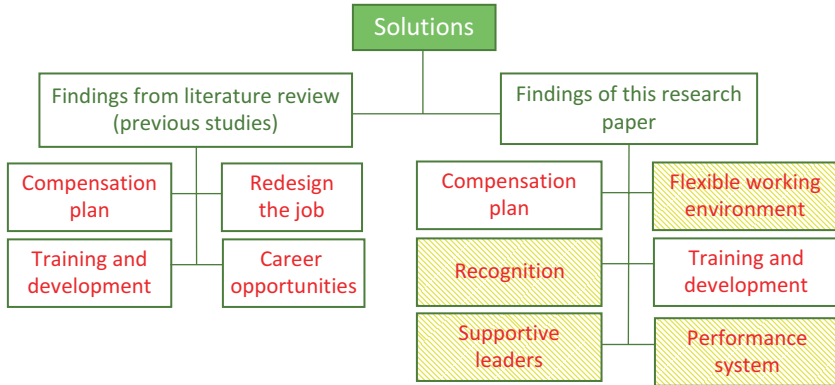 Solutions
Findings from literature review
(previous studies)
Findings of this research
paper
Compensation
plan
Redesign
the job
Training and
development
Career
opportunities
Compensation
plan
Flexible working
environment
Recognition
Training and
development
Supportive
leaders
Performance
system